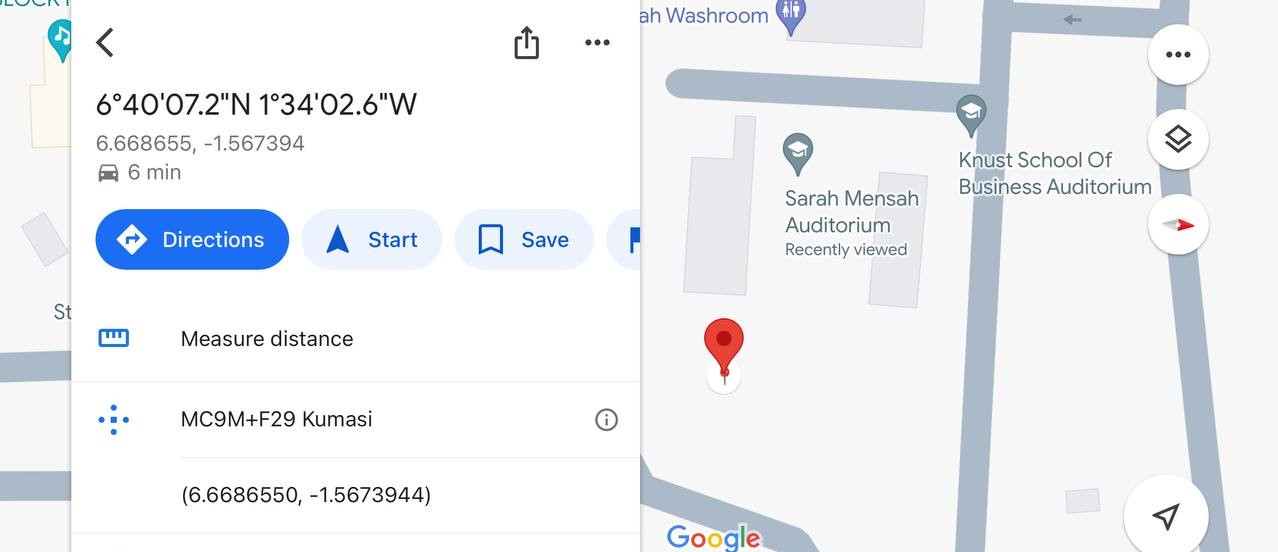 6°40'07.2"N 1°34'02.6"W
6.668655, -1.567394
6 min
Directions
Start
Save
Measure distance
MC9M+F29 Kumasi
(6.6686550, -1.5673944)
St
Washroom
Knust School Of
Business Auditorium
Sarah Mensah
Auditorium
Recently viewed
Google